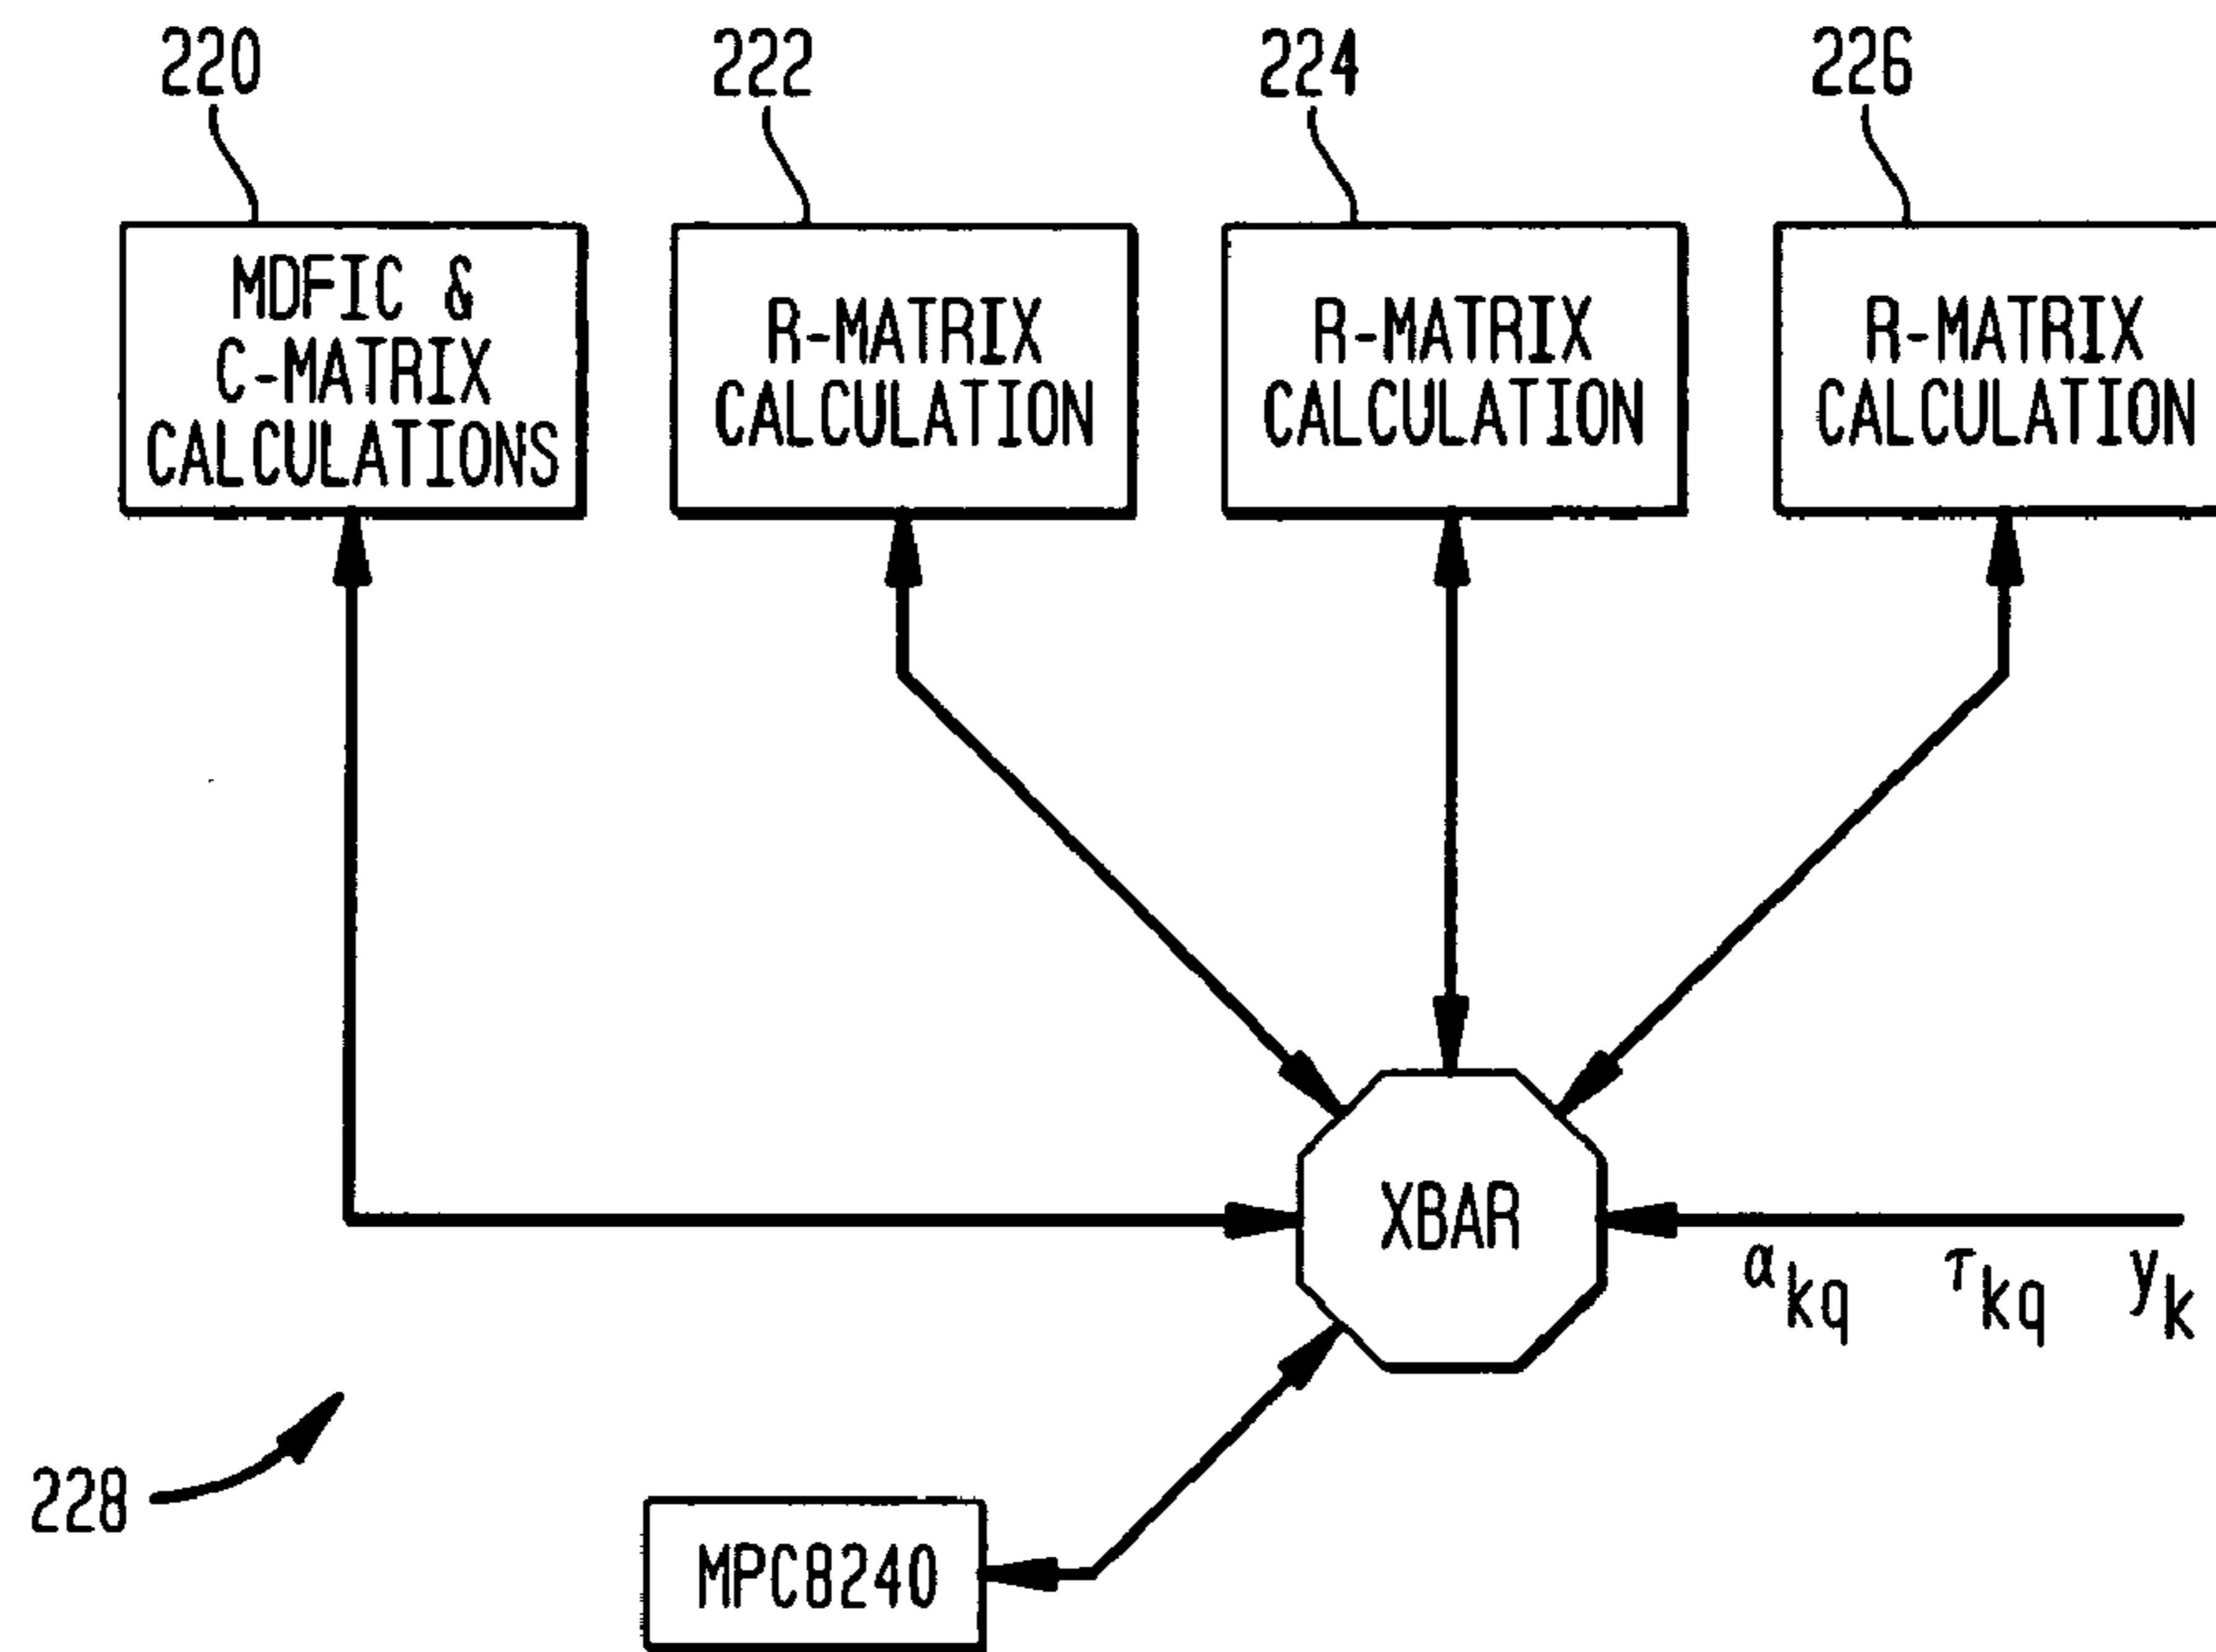 220 222 224 226
MDFIC &
C-MATRIX
CALCULATIONS
R-MATRIX
CALCULATION
R-MATRIX
CALCULATION
R-MATRIX
CALCULATION
XBAR
αkq τkq yk
228
MPC8240